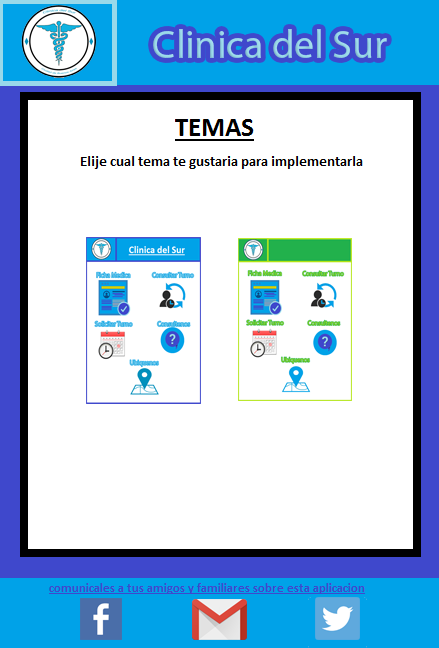 Clinica del Sur
TEMAS
Elije cual tema te gustaria para implementarla
Clinica del Sur
Ficha Medica Consultar Turno
Solicitar Turno Consultanos
Ubiquenos
Ficha Medica Consultar Turno
Solicitar Turno Consultanos
Ubiquenos
comunicales a tus amigos y familiares sobre esta aplicacion